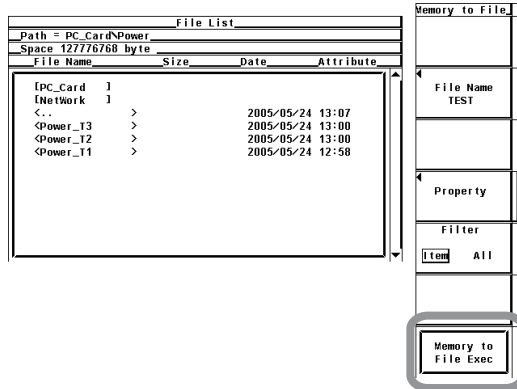 File List
Path = PC_Card\Power
Space 127776768 byte
File Name Size Date Attribute
[PC_Card ]
[NetWork ]
<.. > 2005/05/24 13:07
<Power_T3 > 2005/05/24 13:00
<Power_T2 > 2005/05/24 13:00
<Power_T1 > 2005/05/24 12:58
Memory to File
File Name
TEST
Property
Filter
Item All
Memory to
File Exec